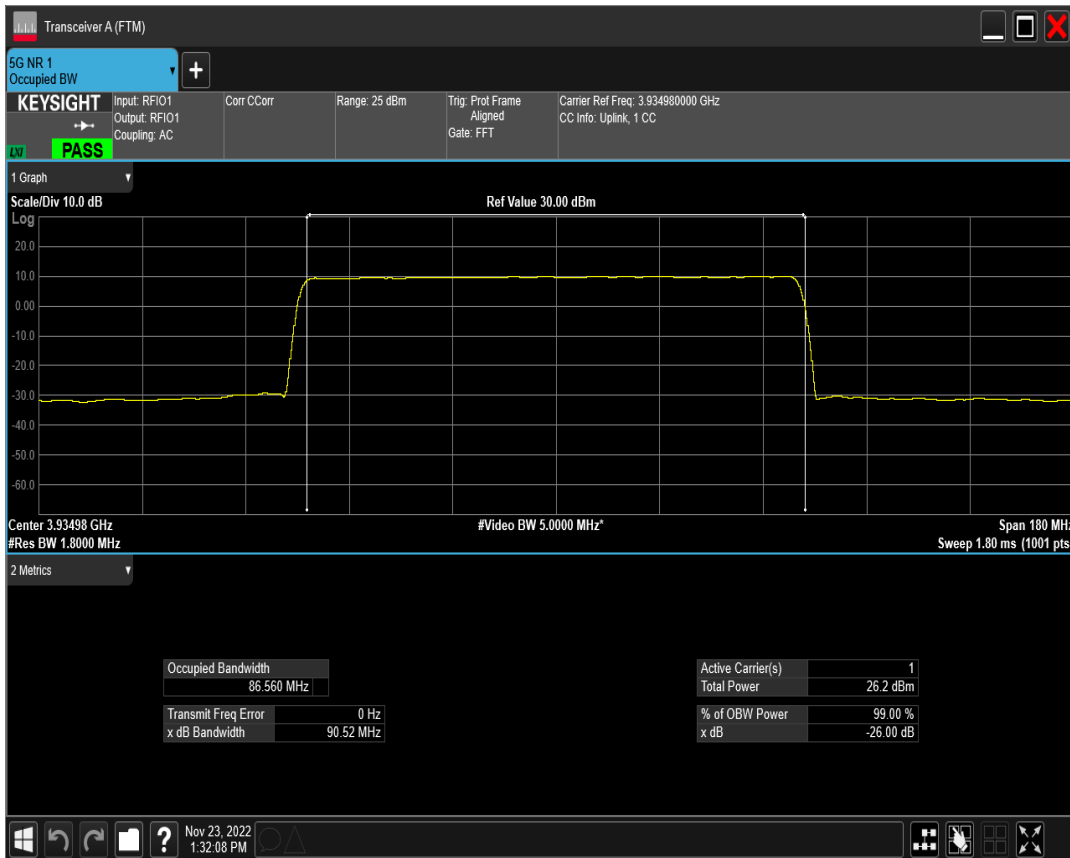 Transceiver A (FTM)
5G NR 1
Occupied BW
+
KEYSIGHT
LXI
PASS
Input: RFIO1
Output: RFIO1
Coupling: AC
Corr CCorr
Range: 25 dBm
Trig: Prot Frame
Aligned
Gate: FFT
Carrier Ref Freq: 3.934980000 GHz
CC Info: Uplink, 1 CC
1 Graph
Scale/Div 10.0 dB
Ref Value 30.00 dBm
Log
20.0
10.0
0.00
-10.0
-20.0
-30.0
-40.0
-50.0
-60.0
Center 3.93498 GHz
#Video BW 5.0000 MHz*
Span 180 MHz
#Res BW 1.8000 MHz
Sweep 1.80 ms (1001 pts
2 Metrics
Occupied Bandwidth
86.560 MHz
Transmit Freq Error 0 Hz
x dB Bandwidth 90.52 MHz
Active Carrier(s) 1
Total Power 26.2 dBm
% of OBW Power 99.00 %
x dB -26.00 dB
?
Nov 23, 2022
1:32:08 PM